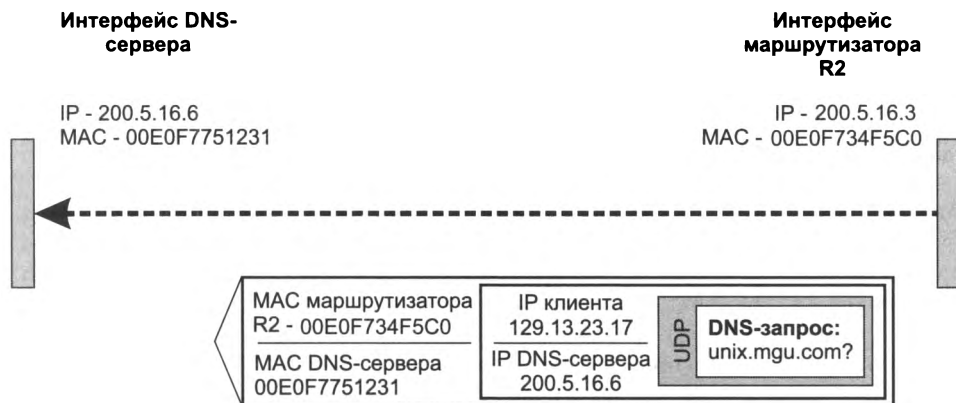 Интерфейс DNS-
сервера
Интерфейс
маршрутизатора
R2
IP - 200.5.16.6
MAC - 00E0F7751231
IP - 200.5.16.3
MAC - 00E0F734F5C0
MAC маршрутизатора
R2 - 00E0F734F5C0
MAC DNS-сервера
00E0F7751231
IP клиента
129.13.23.17
IP DNS-сервера
200.5.16.6
UDP
DNS-запрос:
unix.mgu.com?